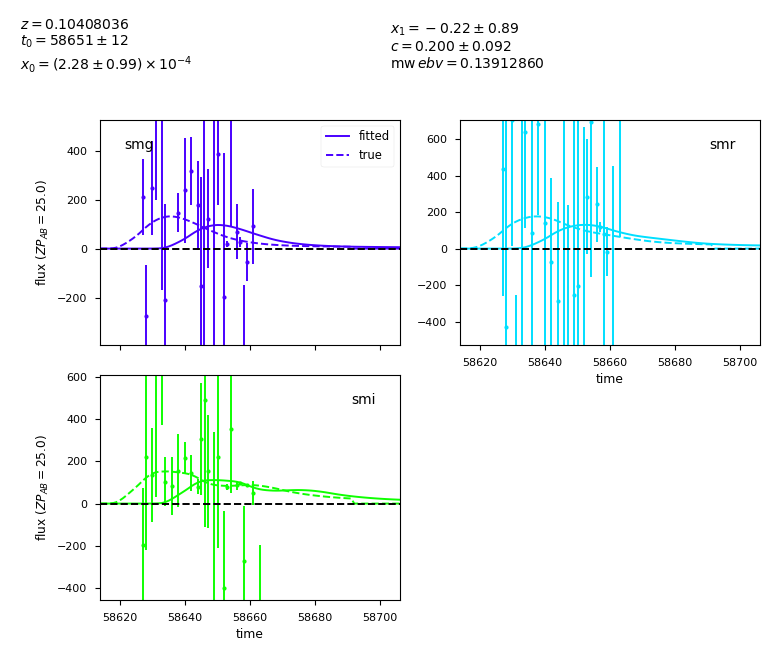 z = 0.10408036
t₀ = 58651 ± 12
x₀ = (2.28 ± 0.99) × 10⁻⁴
x₁ = −0.22 ± 0.89
c = 0.200 ± 0.092
mw ebv = 0.13912860
smg
fitted
true
400
200
0
−200
flux (ZP_AB = 25.0)
smr
600
400
200
0
−200
−400
58620 58640 58660 58680 58700
time
smi
600
400
200
0
−200
−400
flux (ZP_AB = 25.0)
58620 58640 58660 58680 58700
time